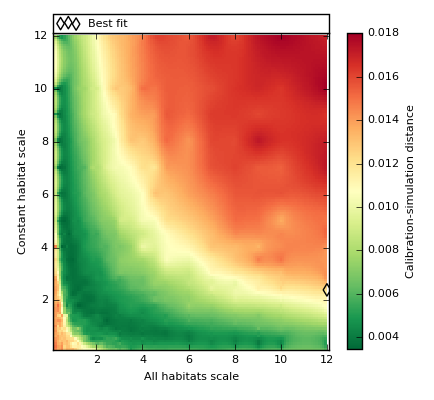 Best fit
12
10
8
6
4
2
Constant habitat scale
2 4 6 8 10 12
All habitats scale
0.018
0.016
0.014
0.012
0.010
0.008
0.006
0.004
Calibration-simulation distance